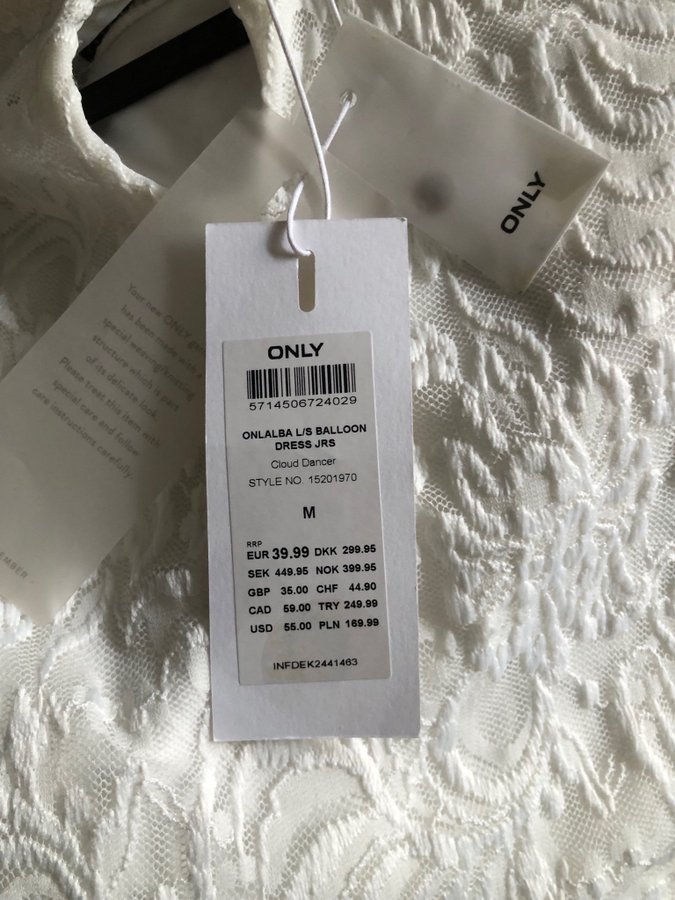 ONLY
Your new ONLY
has been made with
special weaving/knitting
structure which is part
of its delicate look.
Please treat this item with
special care and follow
care instructions carefully.
ONLY
5714506724029
ONLALBA L/S BALLOON
DRESS JRS
Cloud Dancer
STYLE NO. 15201970
M
RRP
EUR 39.99 DKK 299.95
SEK 449.95 NOK 399.95
GBP 35.00 CHF 44.90
CAD 59.00 TRY 249.99
USD 55.00 PLN 169.99
INFDEK2441463